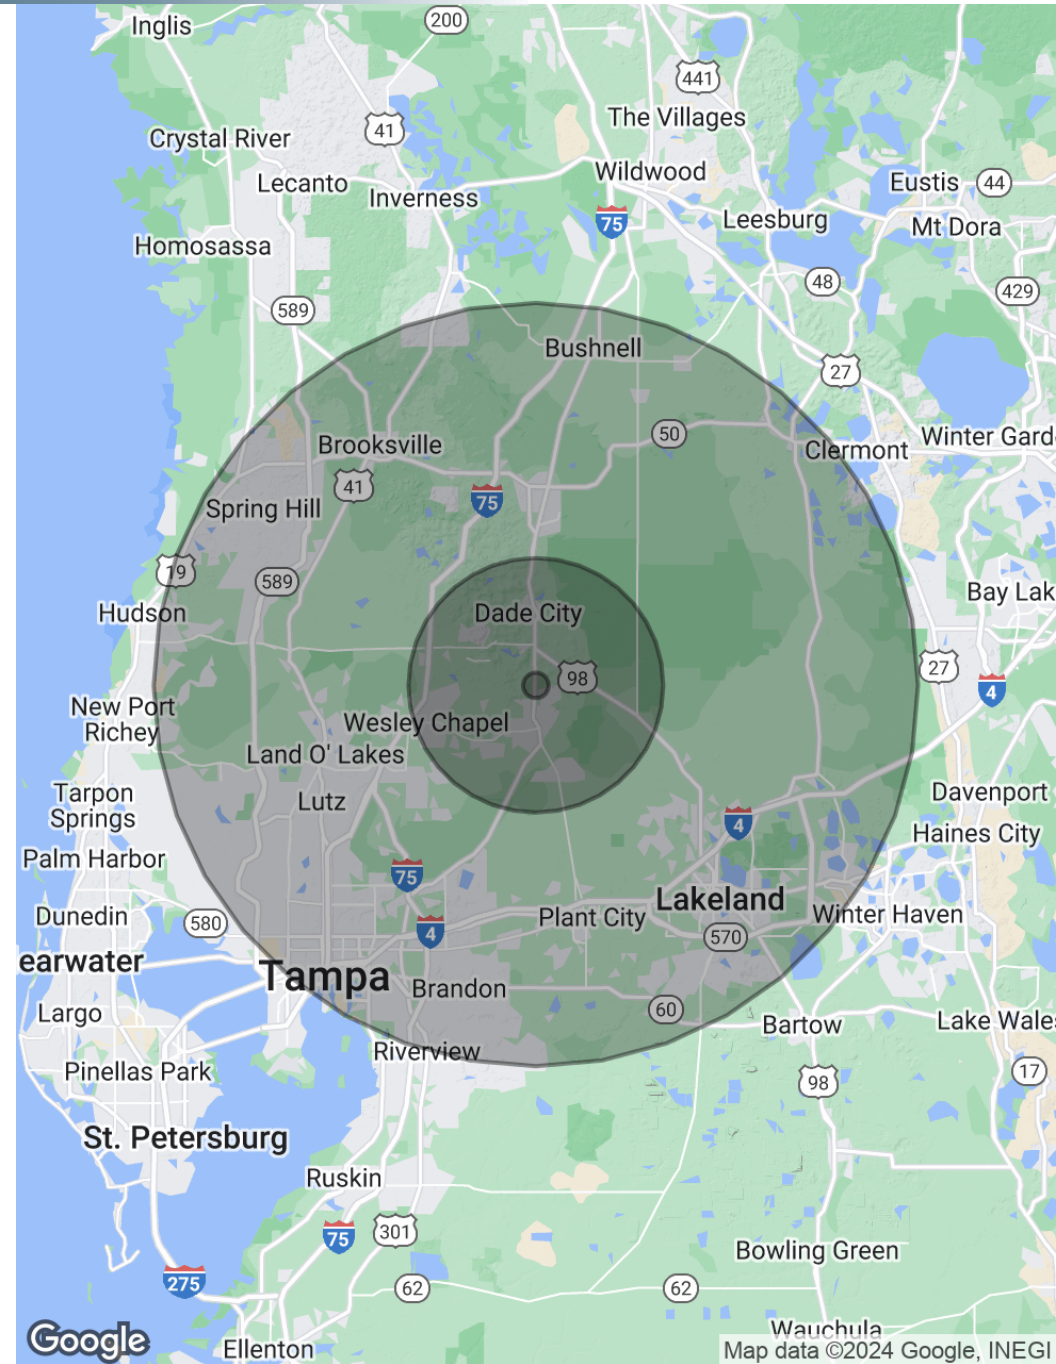 Inglis
200
441
The Villages
41
Crystal River
Wildwood
Lecanto
Eustis
44
Inverness
75
Leesburg
Mt Dora
Homosassa
48
429
589
Bushnell
27
50
Winter Garde
Brooksville
Clermont
41
75
Spring Hill
19
589
Bay Lak
Hudson
Dade City
98
27
4
New Port
Richey
Wesley Chapel
Land O' Lakes
Tarpon
Springs
Lutz
Davenport
4
Haines City
Palm Harbor
75
Lakeland
Dunedin
580
4
Plant City
Winter Haven
570
earwater
Tampa
Brandon
Largo
60
Bartow
Lake Wales
Riverview
Pinellas Park
98
17
St. Petersburg
Ruskin
75
301
Bowling Green
275
62
62
Wauchula
Google
Ellenton
Map data ©2024 Google, INEGI